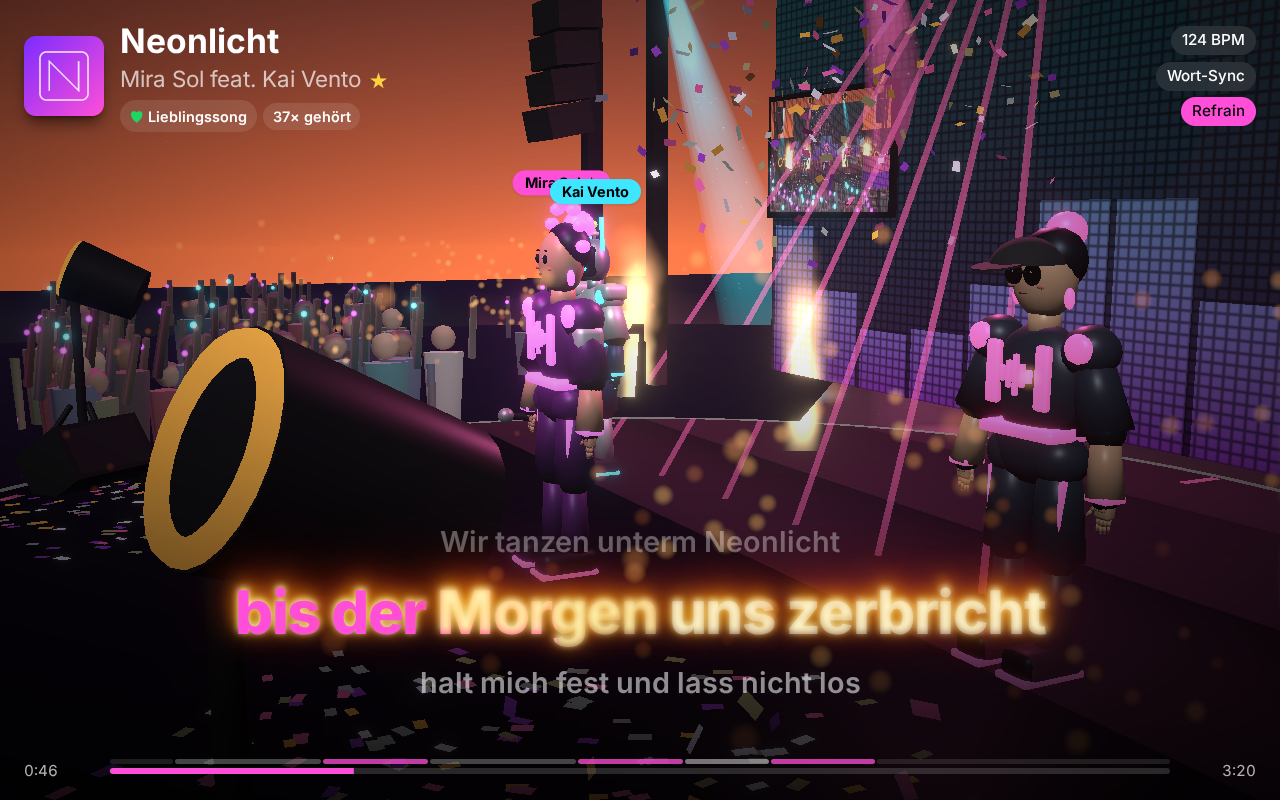 Neonlicht
Mira Sol feat. Kai Vento
Lieblingssong
37× gehört
124 BPM
Wort-Sync
Refrain
Mira
Kai Vento
Wir tanzen unterm Neonlicht
bis der Morgen uns zerbricht
halt mich fest und lass nicht los
0:46
3:20